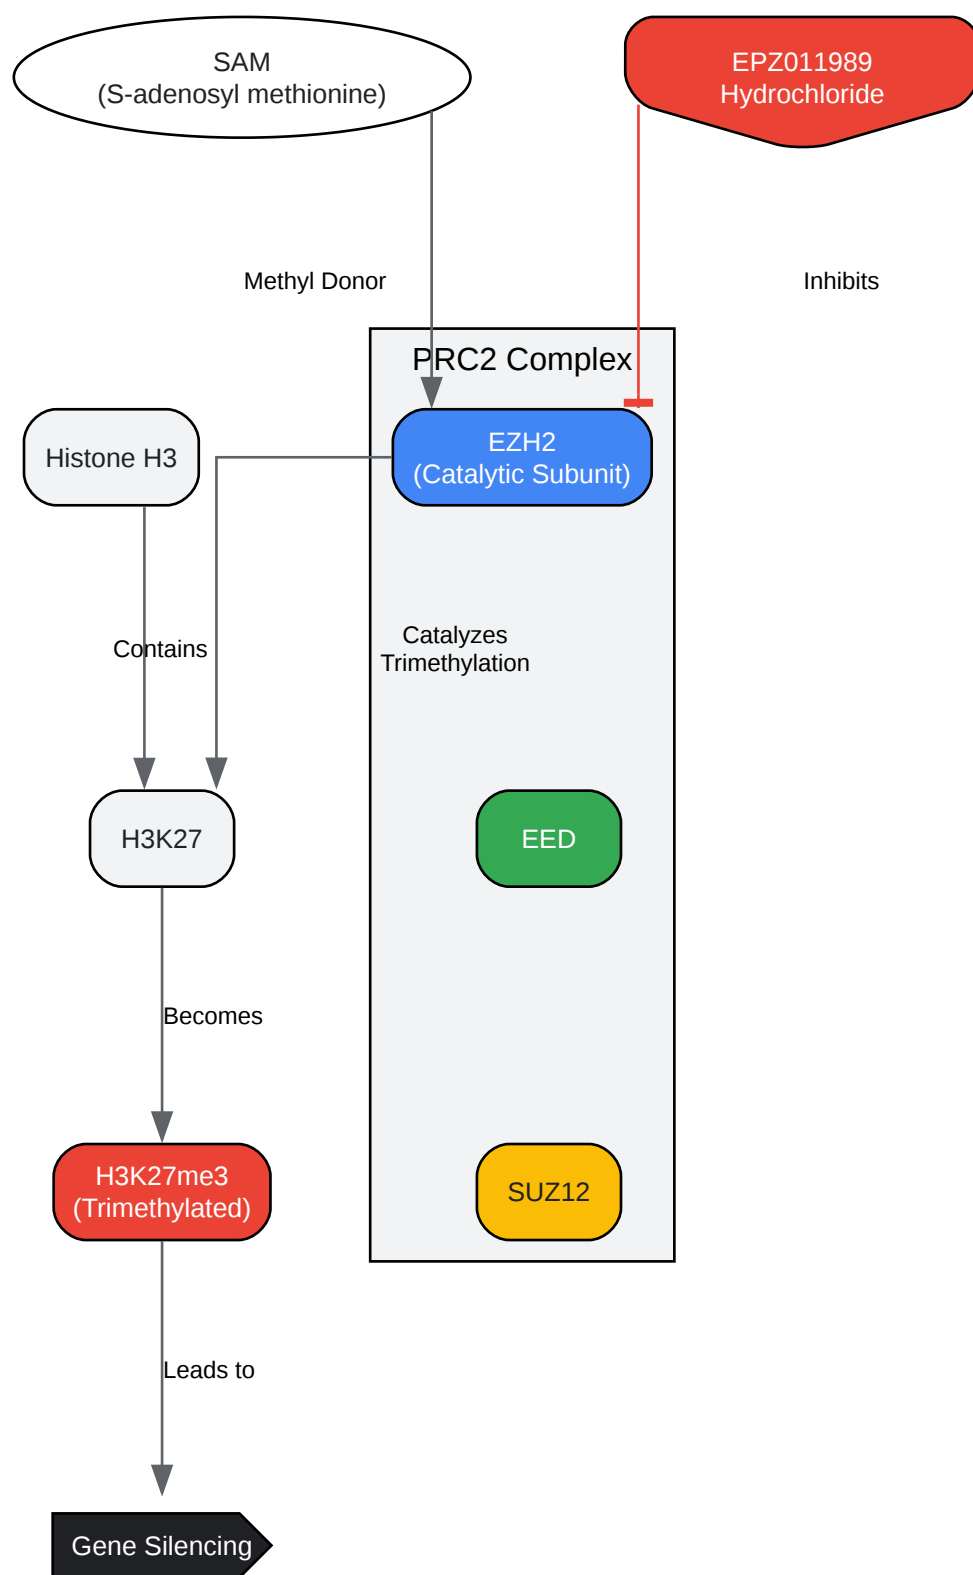 SAM
(S-adenosyl methionine)
EPZ011989
Hydrochloride
Methyl Donor
Inhibits
PRC2 Complex
EZH2
(Catalytic Subunit)
Histone H3
Contains
Catalyzes
Trimethylation
H3K27
EED
Becomes
H3K27me3
(Trimethylated)
SUZ12
Leads to
Gene Silencing